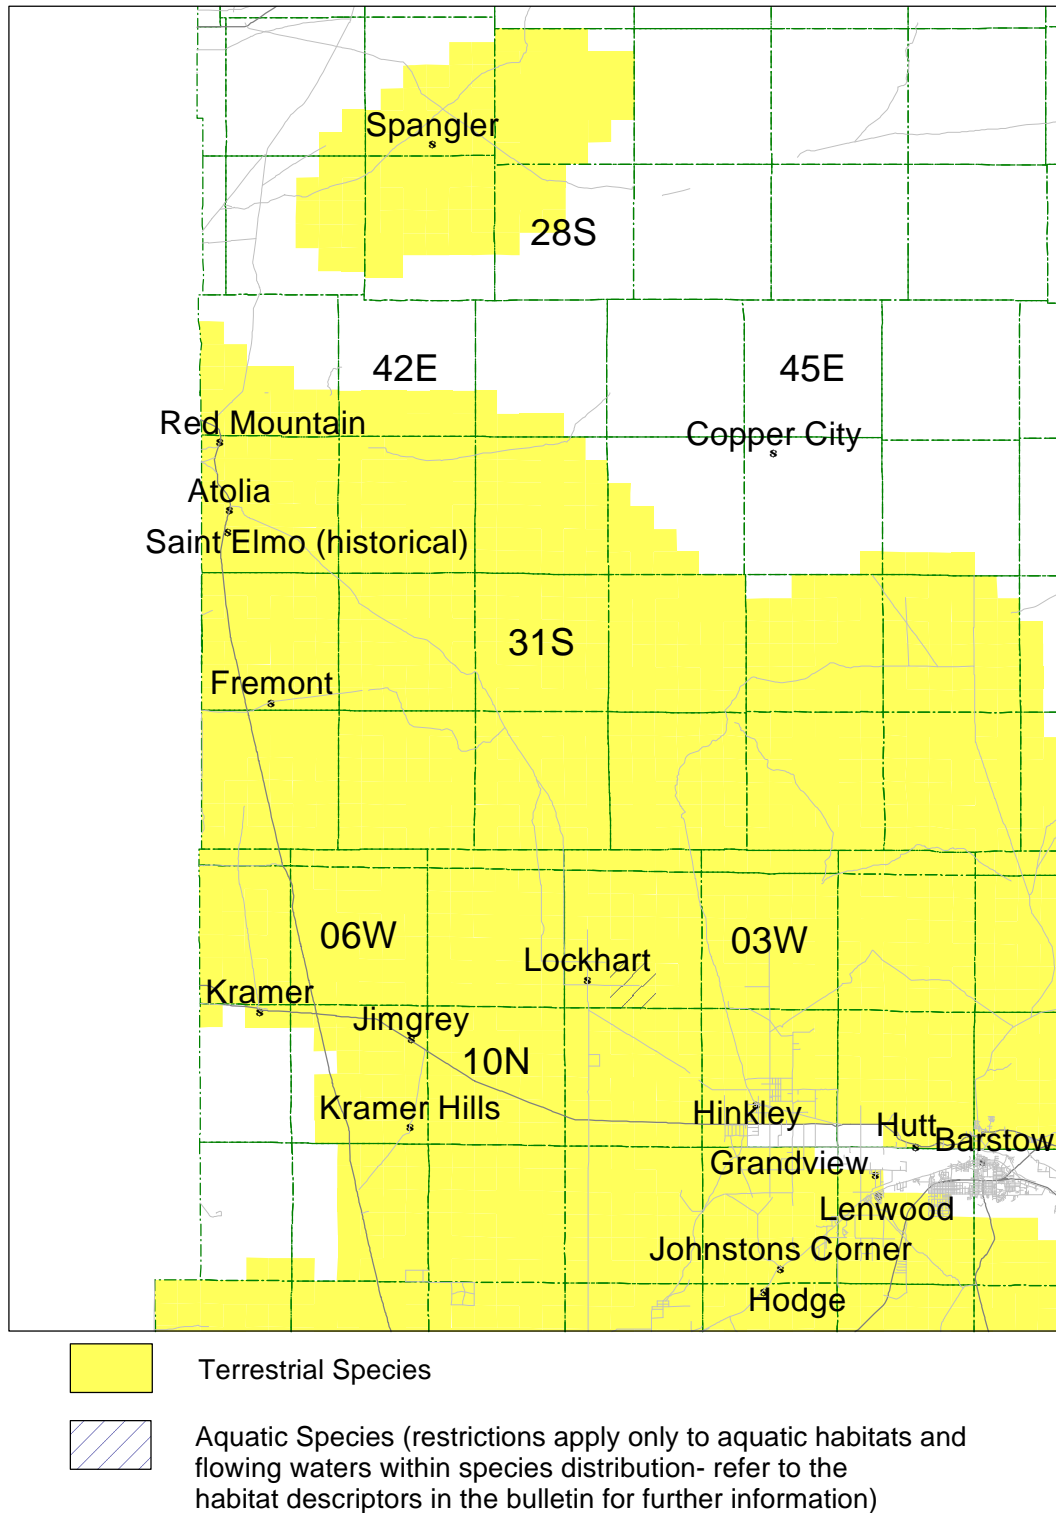 Spangler
28S
42E
45E
Red Mountain
Copper City
Atolia
Saint Elmo (historical)
31S
Fremont
06W
03W
Lockhart
Kramer
Jimgrey
10N
Kramer Hills
Hinkley
Hutt
Barstow
Grandview
Lenwood
Johnstons Corner
Hodge
Terrestrial Species
Aquatic Species (restrictions apply only to aquatic habitats and
flowing waters within species distribution- refer to the
habitat descriptors in the bulletin for further information)